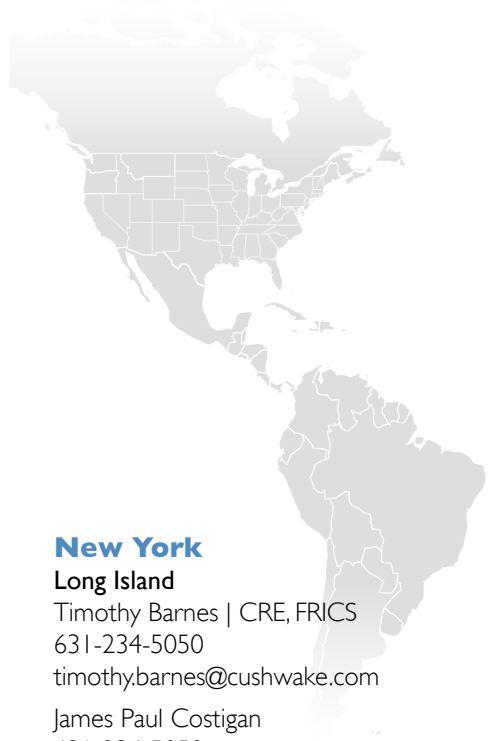 New York
Long Island
Timothy Barnes | CRE, FRICS
631-234-5050
timothy.barnes@cushwake.com
James Paul Costigan